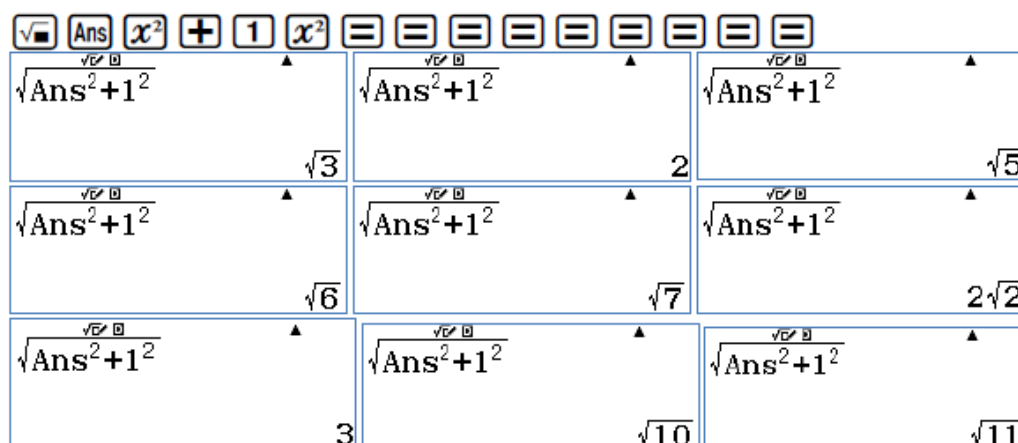 √■ Ans x² + 1 x² = = = = = = = = =
√Ans²+1² √Ans²+1² √Ans²+1²
√3 2 √5
√Ans²+1² √Ans²+1² √Ans²+1²
√6 √7 2√2
√Ans²+1² √Ans²+1² √Ans²+1²
3 √10 √11